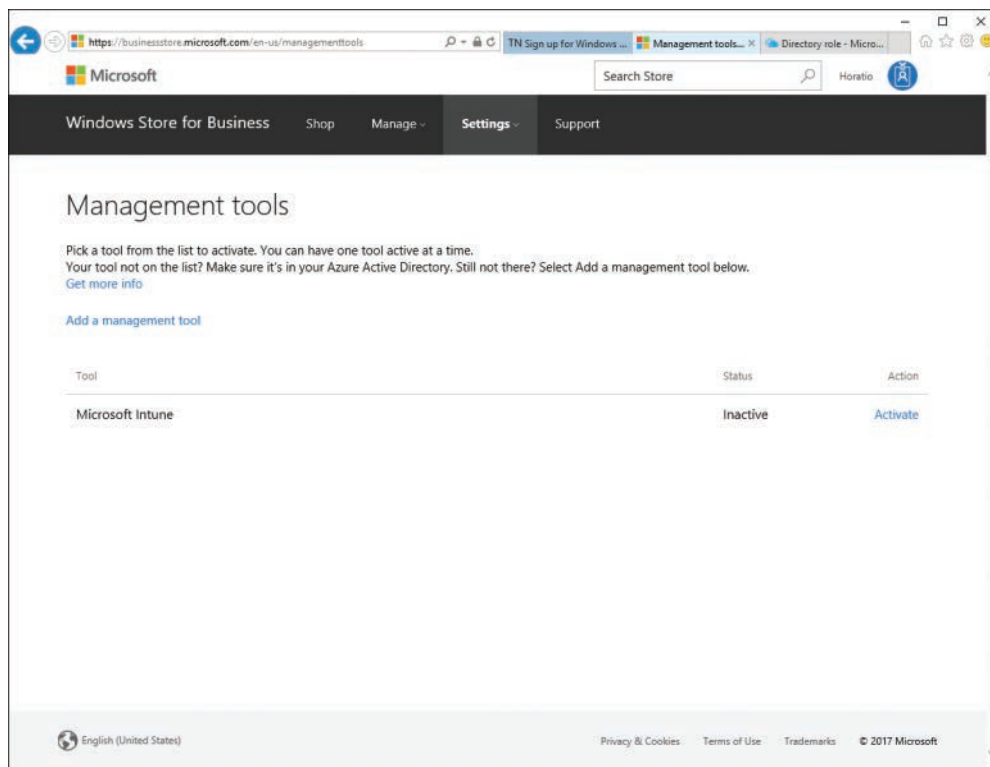 https://businessstore.microsoft.com/en-us/managementtools
TN Sign up for Windows ...
Management tools...
Directory role - Micro...
Microsoft
Search Store
Horatio
Windows Store for Business
Shop
Manage
Settings
Support
Management tools
Pick a tool from the list to activate. You can have one tool active at a time.
Your tool not on the list? Make sure it's in your Azure Active Directory. Still not there? Select Add a management tool below.
Get more info
Add a management tool
Tool Status Action
Microsoft Intune Inactive Activate
English (United States)
Privacy & Cookies Terms of Use Trademarks © 2017 Microsoft